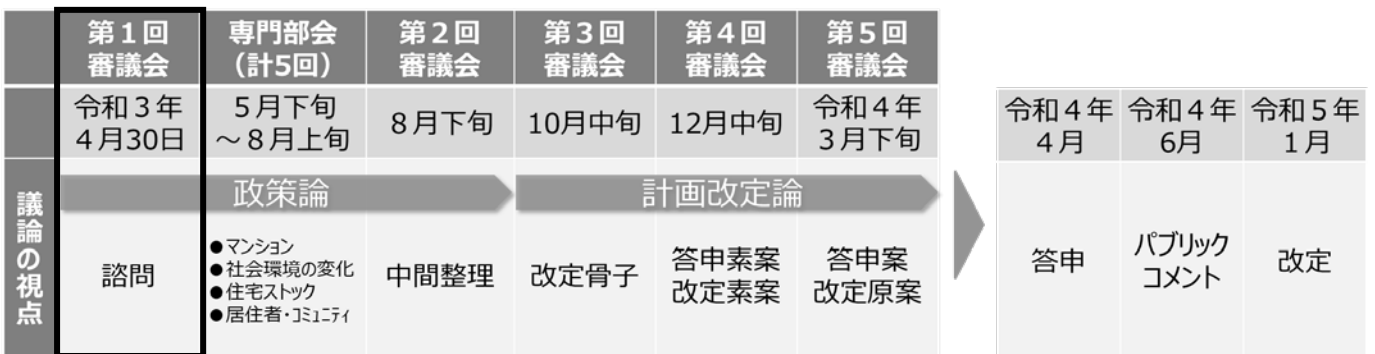 第1回
審議会
専門部会
（計5回）
第２回
審議会
第３回
審議会
第４回
審議会
第５回
審議会
令和３年
４月30日
５月下旬
～８月上旬
８月下旬
10月中旬
12月中旬
令和４年
３月下旬
令和４年
４月
令和４年
6月
令和５年
１月
議論の視点
政策論
計画改定論
諮問
●マンション
●社会環境の変化
●住宅ストック
●居住者・コミュニティ
中間整理
改定骨子
答申素案
改定素案
答申案
改定原案
答申
パブリック
コメント
改定